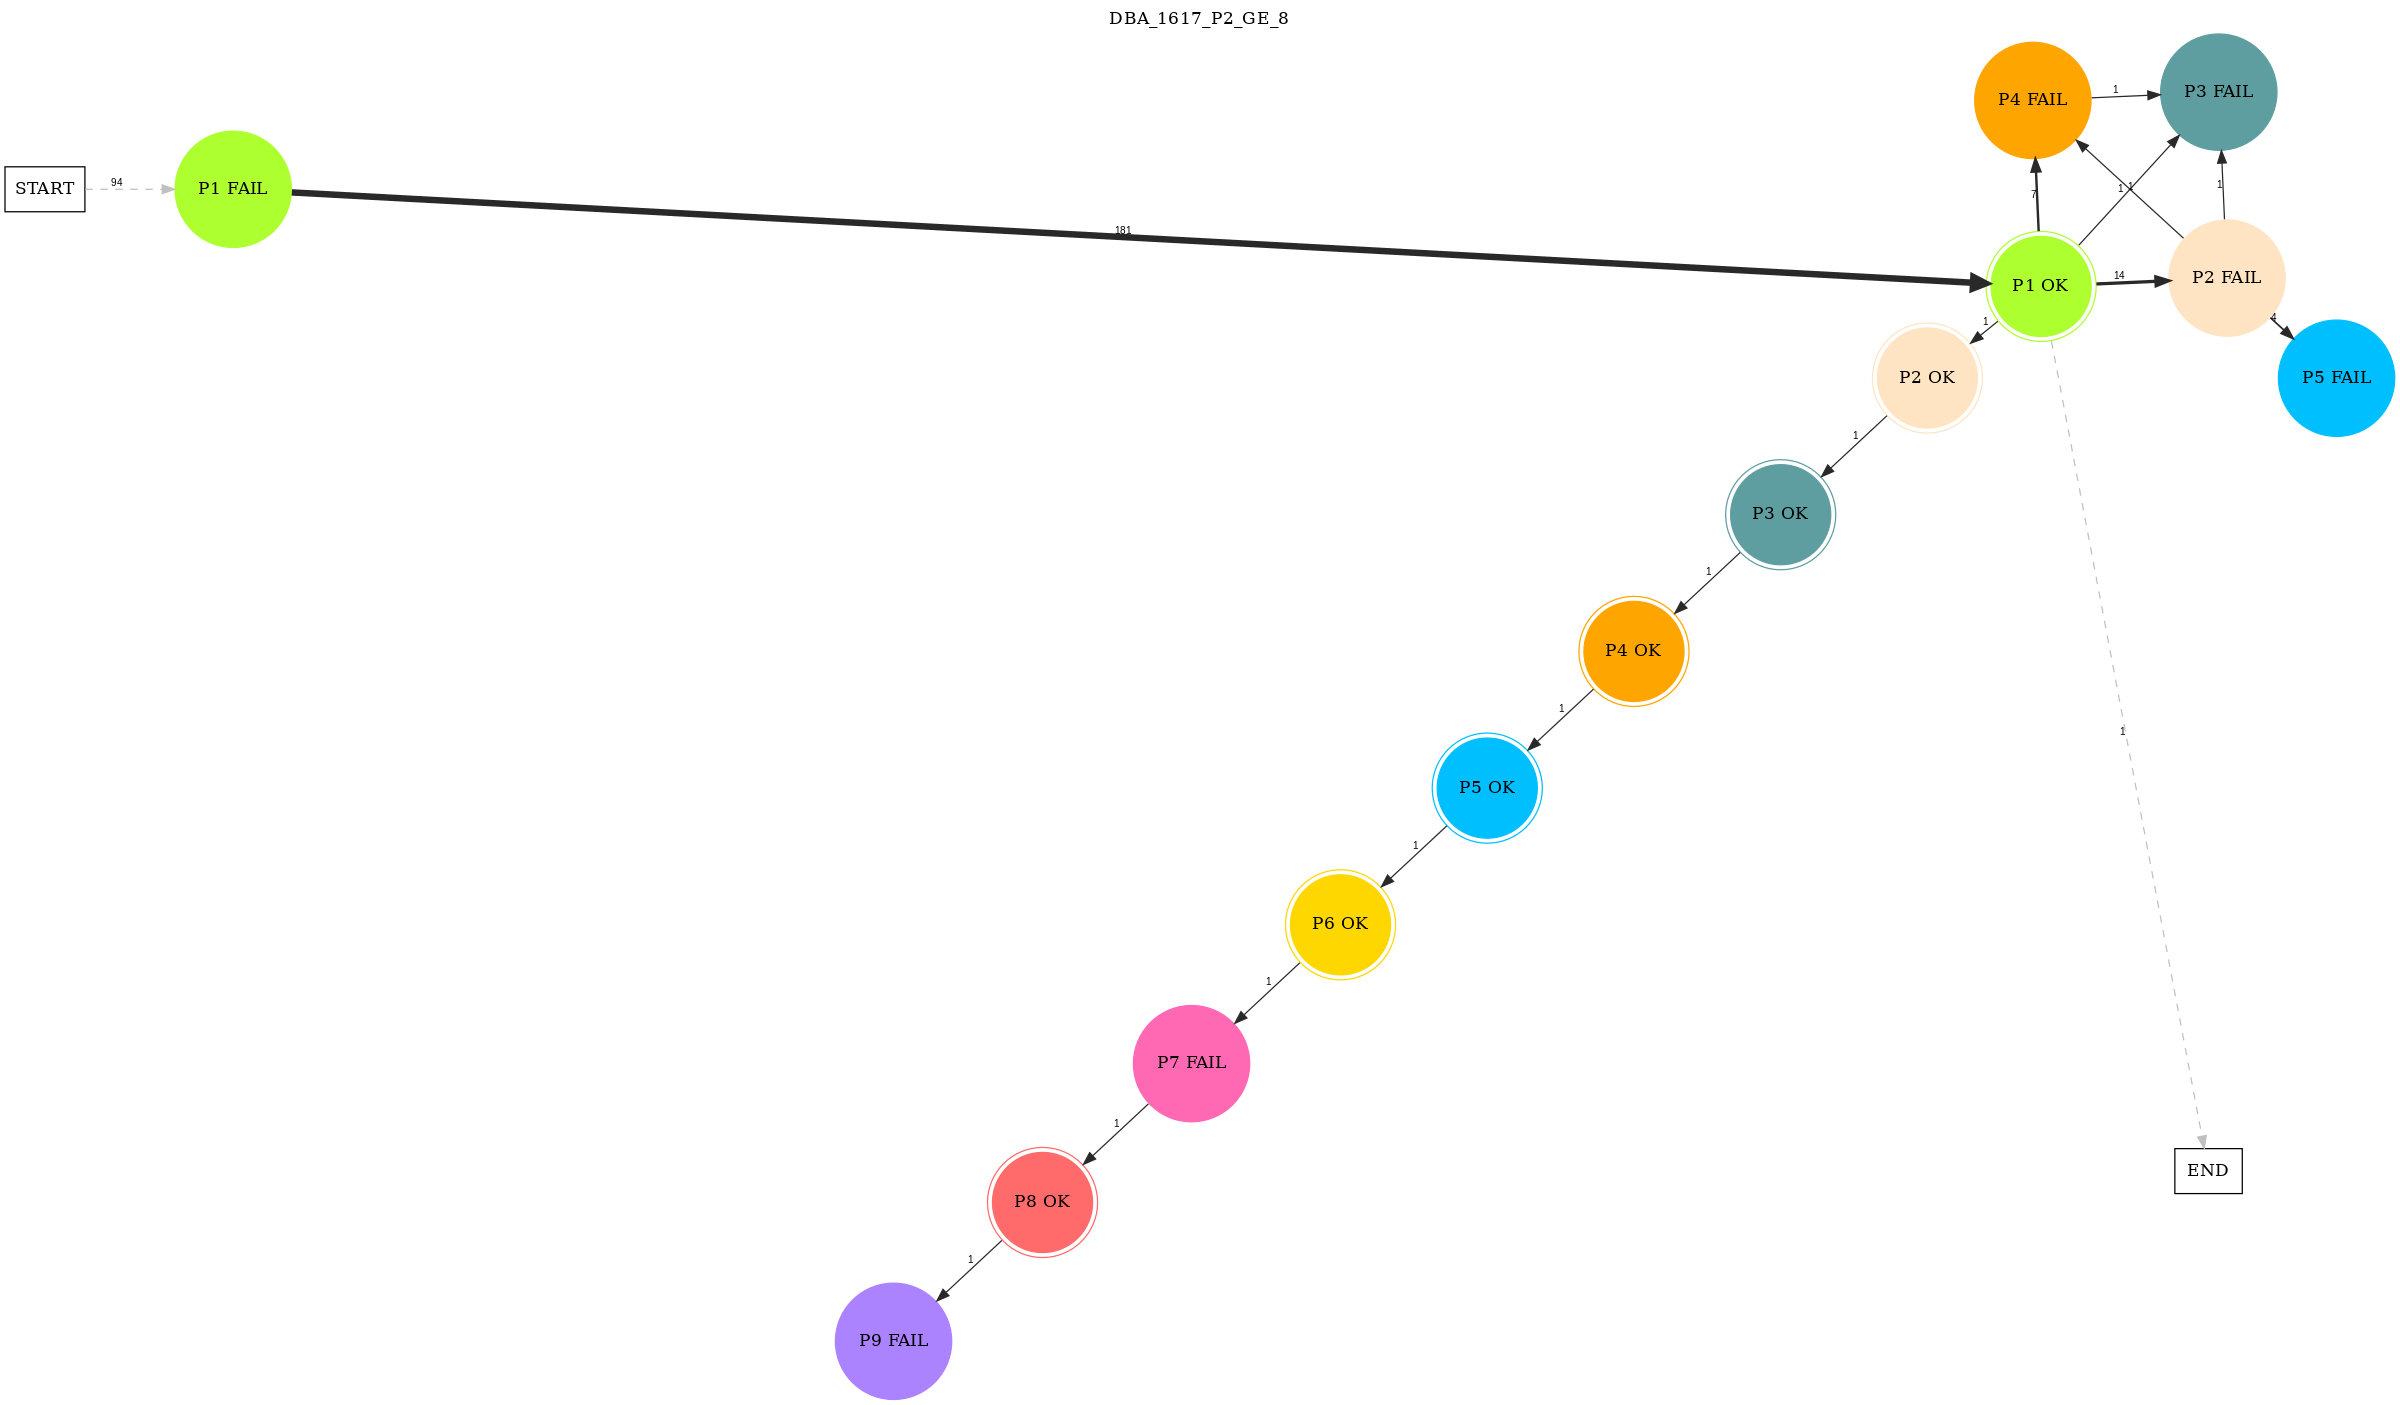 DBA_1617_P2_GE_8
P4 FAIL
1
P3 FAIL
START
94
P1 FAIL
7
1
1
1
181
P1 OK
14
P2 FAIL
1
4
P2 OK
P5 FAIL
1
P3 OK
1
P4 OK
1
1
P5 OK
1
P6 OK
1
P7 FAIL
1
END
P8 OK
1
P9 FAIL